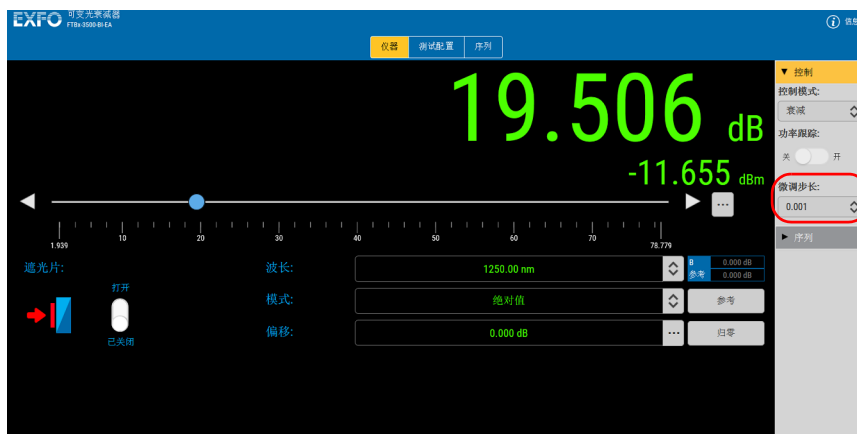 EXFO 可变光衰减器
FTBx-3500-BI-EA
信息
仪器 测试配置 序列
19.506 dB
-11.655 dBm
...
1.939 10 20 30 40 50 60 70 78.779
遮光片:
打开
已关闭
波长: 1250.00 nm
B 0.000 dB
参考 0.000 dB
模式: 绝对值
参考
偏移: 0.000 dB ...
归零
▼ 控制
控制模式:
衰减
功率跟踪:
关 开
微调步长:
0.001
▶ 序列